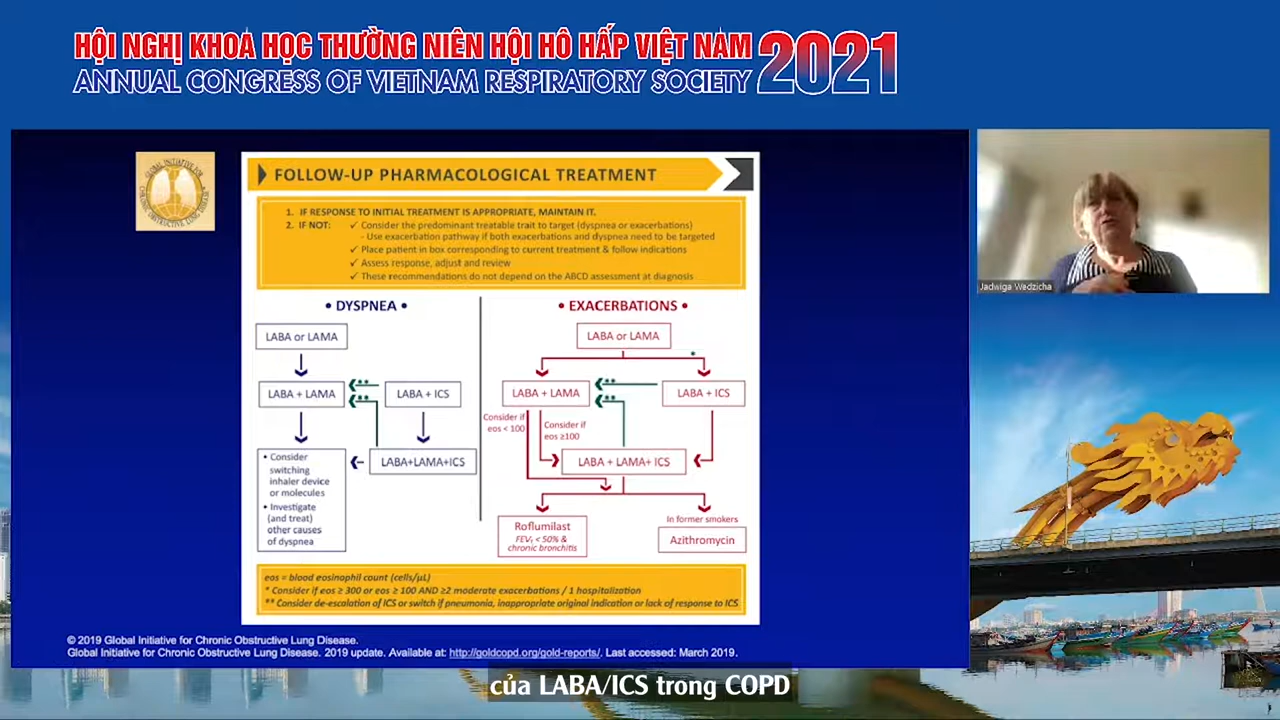 HỘI NGHỊ KHOA HỌC THƯỜNG NIÊN HỘI HÔ HẤP VIỆT NAM
ANNUAL CONGRESS OF VIETNAM RESPIRATORY SOCIETY
2021
GLOBAL INITIATIVE FOR
CHRONIC OBSTRUCTIVE LUNG DISEASE
FOLLOW-UP PHARMACOLOGICAL TREATMENT
1. IF RESPONSE TO INITIAL TREATMENT IS APPROPRIATE, MAINTAIN IT.
2. IF NOT: ✓ Consider the predominant treatable trait to target (dyspnea or exacerbations)
- Use exacerbation pathway if both exacerbations and dyspnea need to be targeted
✓ Place patient in box corresponding to current treatment & follow indications
✓ Assess response, adjust and review
✓ These recommendations do not depend on the ABCD assessment at diagnosis
• DYSPNEA •
LABA or LAMA
LABA + LAMA
**
**
LABA + ICS
• Consider
switching
inhaler device
or molecules
• Investigate
(and treat)
other causes
of dyspnea
LABA+LAMA+ICS
• EXACERBATIONS •
LABA or LAMA
*
LABA + LAMA
**
**
LABA + ICS
Consider if
eos < 100
Consider if
eos ≥100
LABA + LAMA+ ICS
Roflumilast
FEV₁ < 50% &
chronic bronchitis
In former smokers
Azithromycin
eos = blood eosinophil count (cells/μL)
* Consider if eos ≥ 300 or eos ≥ 100 AND ≥2 moderate exacerbations / 1 hospitalization
** Consider de-escalation of ICS or switch if pneumonia, inappropriate original indication or lack of response to ICS
© 2019 Global Initiative for Chronic Obstructive Lung Disease.
Global Initiative for Chronic Obstructive Lung Disease. 2019 update. Available at: http://goldcopd.org/gold-reports/. Last accessed: March 2019.
Jadwiga Wedzicha
của LABA/ICS trong COPD